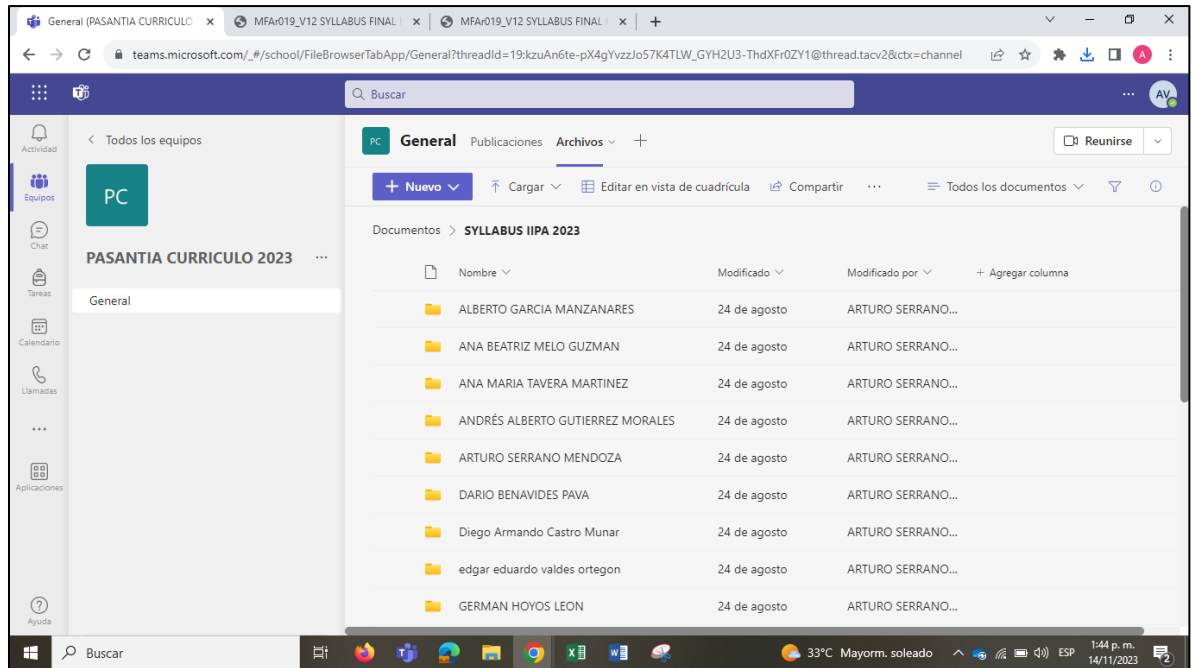 General (PASANTIA CURRICULO
MFAr019_V12 SYLLABUS FINAL
MFAr019_V12 SYLLABUS FINAL
teams.microsoft.com/_#/school/FileBrowserTabApp/General?threadId=19:kzuAn6te-pX4gYvzzJo57K4TLW_GYH2U3-ThdXFr0ZY1@thread.tacv2&ctx=channel
A
Buscar
AV
Actividad
Equipos
Chat
Tareas
Calendario
Llamadas
Aplicaciones
Ayuda
Todos los equipos
PC
PASANTIA CURRICULO 2023 ...
General
PC General Publicaciones Archivos
Reunirse
Nuevo Cargar Editar en vista de cuadrícula Compartir ... Todos los documentos
Documentos > SYLLABUS IIPA 2023
Nombre Modificado Modificado por + Agregar columna
ALBERTO GARCIA MANZANARES 24 de agosto ARTURO SERRANO...
ANA BEATRIZ MELO GUZMAN 24 de agosto ARTURO SERRANO...
ANA MARIA TAVERA MARTINEZ 24 de agosto ARTURO SERRANO...
ANDRÉS ALBERTO GUTIERREZ MORALES 24 de agosto ARTURO SERRANO...
ARTURO SERRANO MENDOZA 24 de agosto ARTURO SERRANO...
DARIO BENAVIDES PAVA 24 de agosto ARTURO SERRANO...
Diego Armando Castro Munar 24 de agosto ARTURO SERRANO...
edgar eduardo valdes ortegon 24 de agosto ARTURO SERRANO...
GERMAN HOYOS LEON 24 de agosto ARTURO SERRANO...
Buscar
33°C Mayorm. soleado
ESP
1:44 p. m.
14/11/2023
2